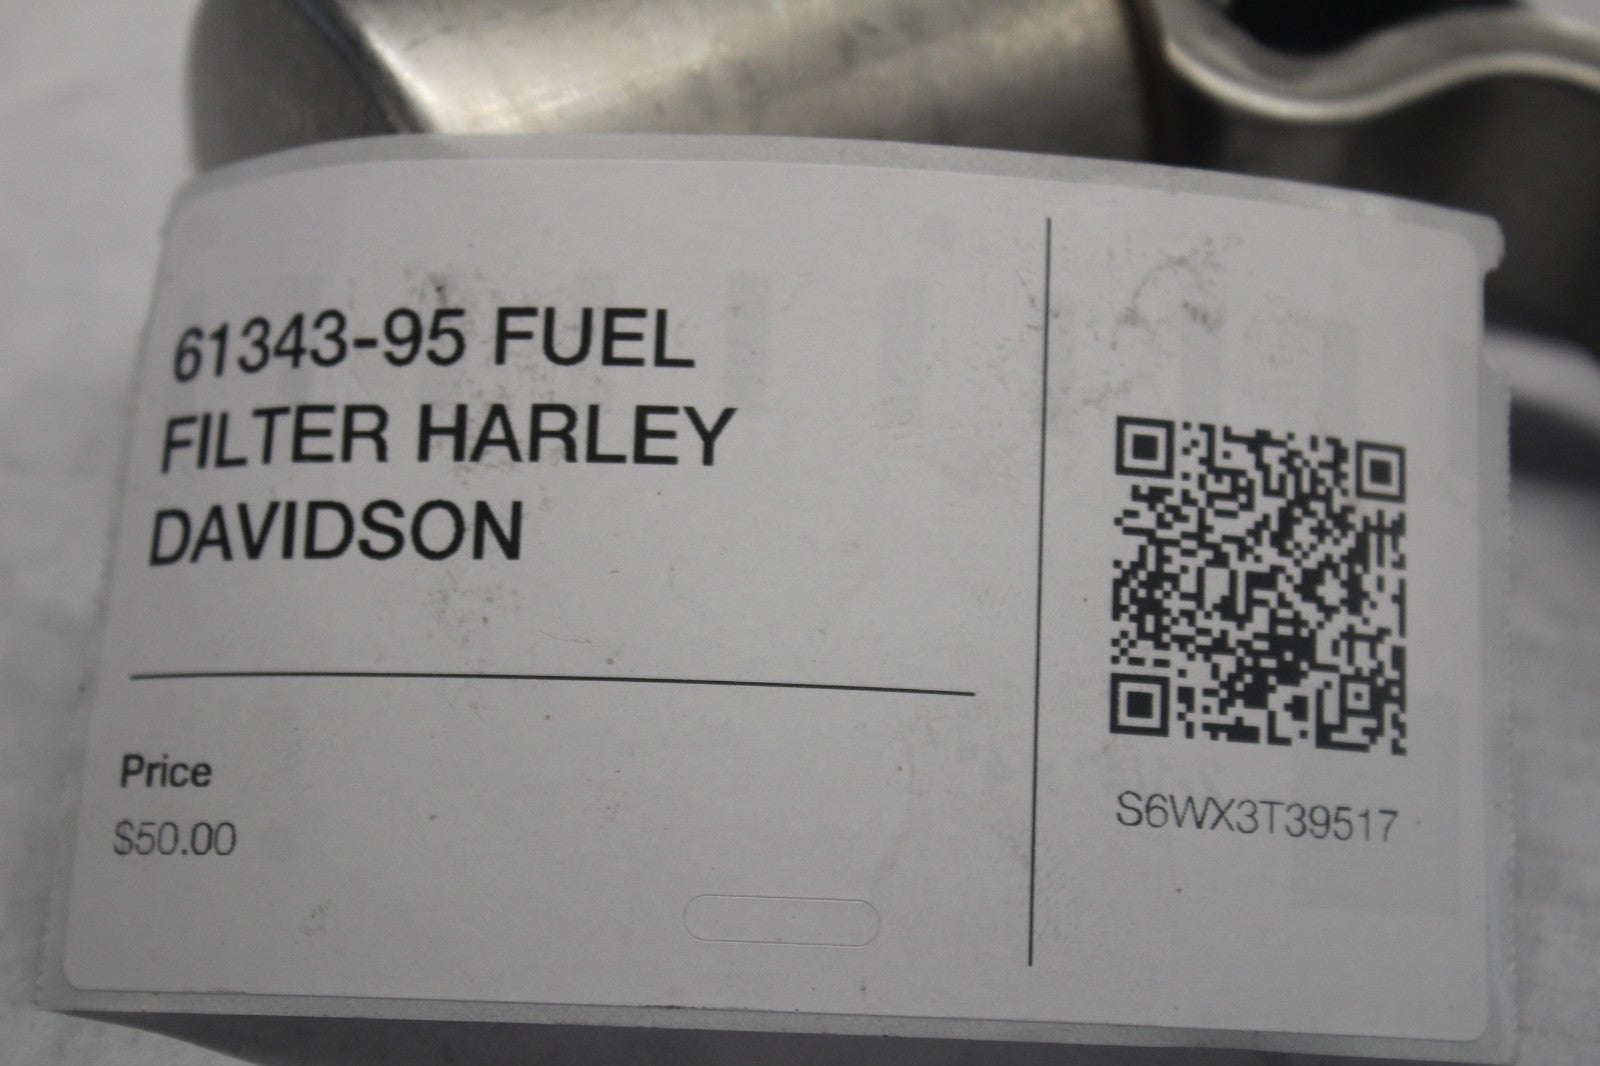 61343-95 FUEL
FILTER HARLEY
DAVIDSON
Price
$50.00
S6WX3T39517